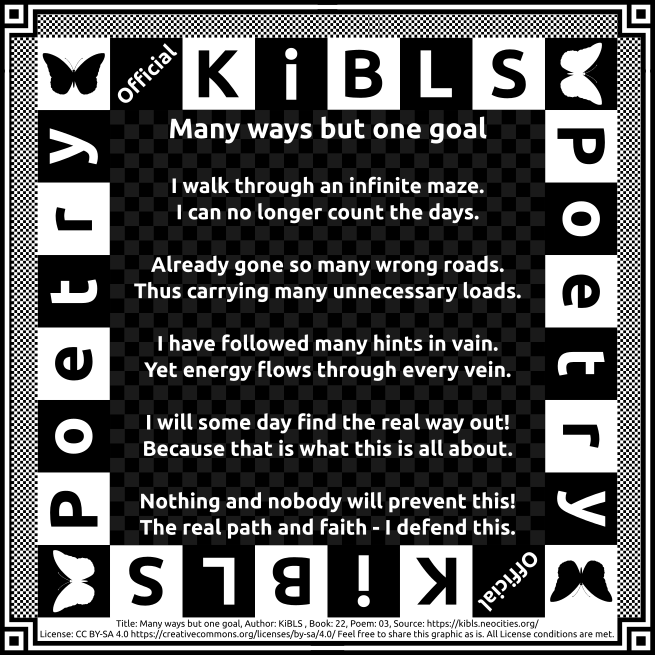 Official KiBLS
Poetry
Poetry
Many ways but one goal
I walk through an infinite maze.
I can no longer count the days.
Already gone so many wrong roads.
Thus carrying many unnecessary loads.
I have followed many hints in vain.
Yet energy flows through every vein.
I will some day find the real way out!
Because that is what this is all about.
Nothing and nobody will prevent this!
The real path and faith - I defend this.
Official KiBLS
Title: Many ways but one goal, Author: KiBLS , Book: 22, Poem: 03, Source: https://kibls.neocities.org/
License: CC BY-SA 4.0 https://creativecommons.org/licenses/by-sa/4.0/ Feel free to share this graphic as is. All License conditions are met.